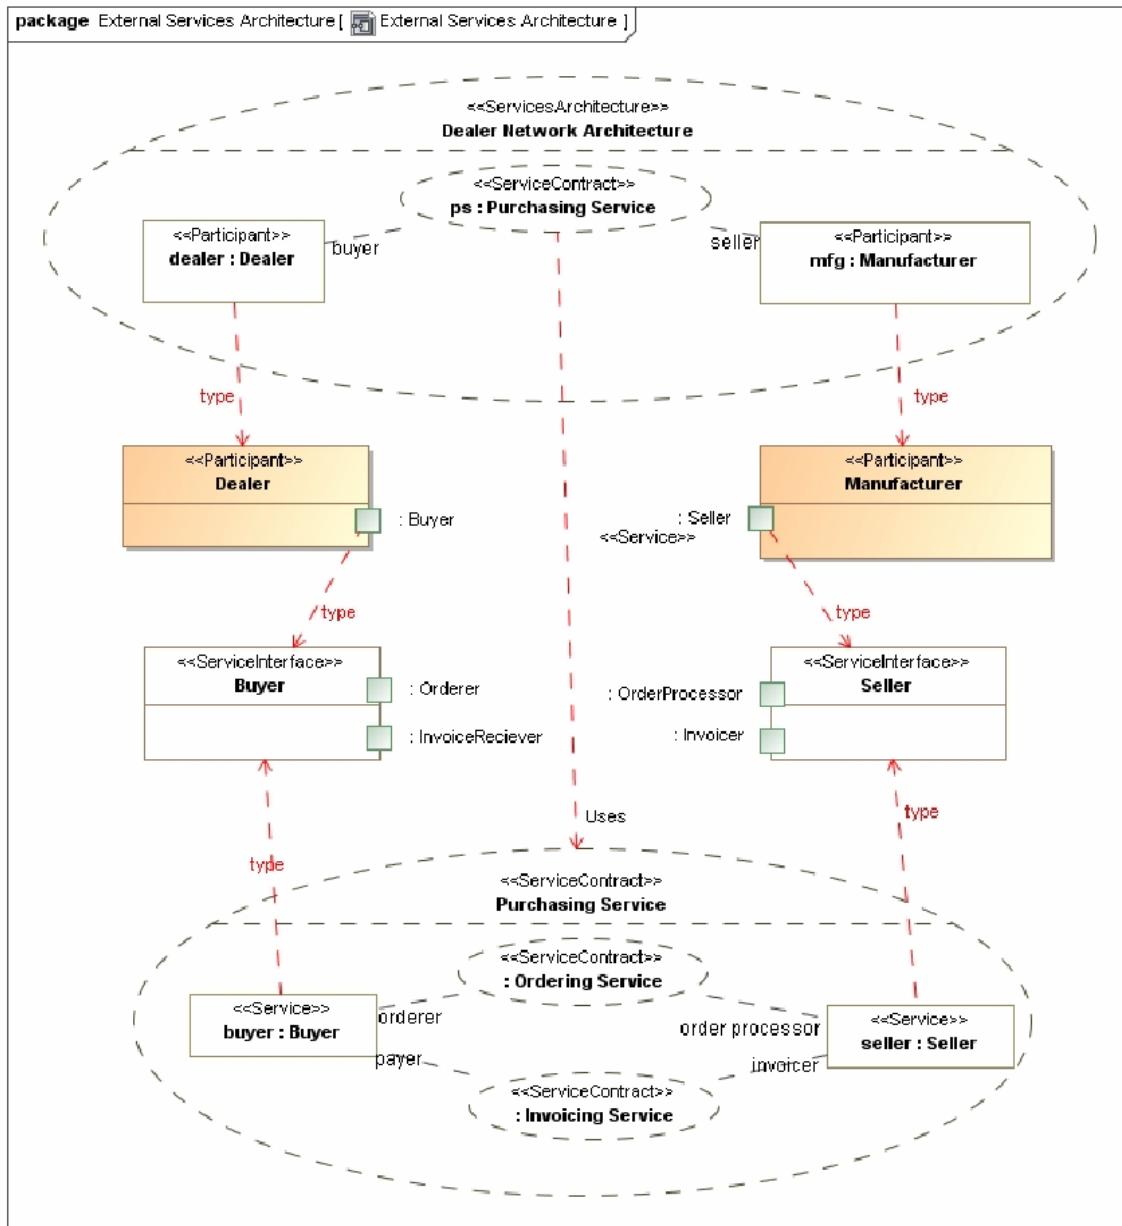 package External Services Architecture [ External Services Architecture ]
<<ServicesArchitecture>>
Dealer Network Architecture
<<ServiceContract>>
ps : Purchasing Service
<<Participant>>
dealer : Dealer
buyer
seller
<<Participant>>
mfg : Manufacturer
type
type
<<Participant>>
Dealer
<<Participant>>
Manufacturer
: Buyer
: Seller
<<Service>>
type
type
<<ServiceInterface>>
Buyer
: Orderer
: InvoiceReciever
<<ServiceInterface>>
Seller
: OrderProcessor
: Invoicer
Uses
type
type
<<ServiceContract>>
Purchasing Service
<<ServiceContract>>
: Ordering Service
<<Service>>
buyer : Buyer
orderer
payer
order processor
invoicer
<<Service>>
seller : Seller
<<ServiceContract>>
: Invoicing Service